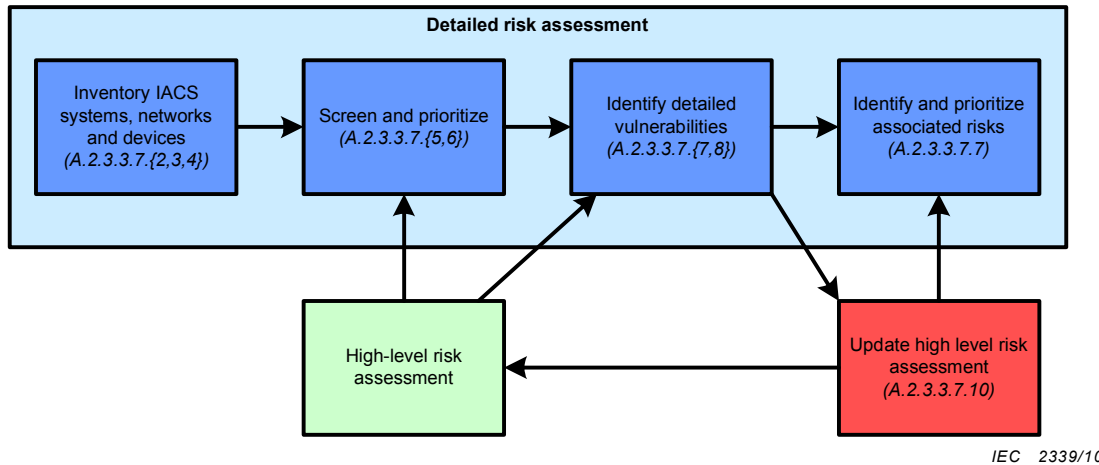 Detailed risk assessment
Inventory IACS
systems, networks
and devices
(A.2.3.3.7.{2,3,4})
Screen and prioritize
(A.2.3.3.7.{5,6})
Identify detailed
vulnerabilities
(A.2.3.3.7.{7,8})
Identify and prioritize
associated risks
(A.2.3.3.7.7)
High-level risk
assessment
Update high level risk
assessment
(A.2.3.3.7.10)
IEC 2339/10